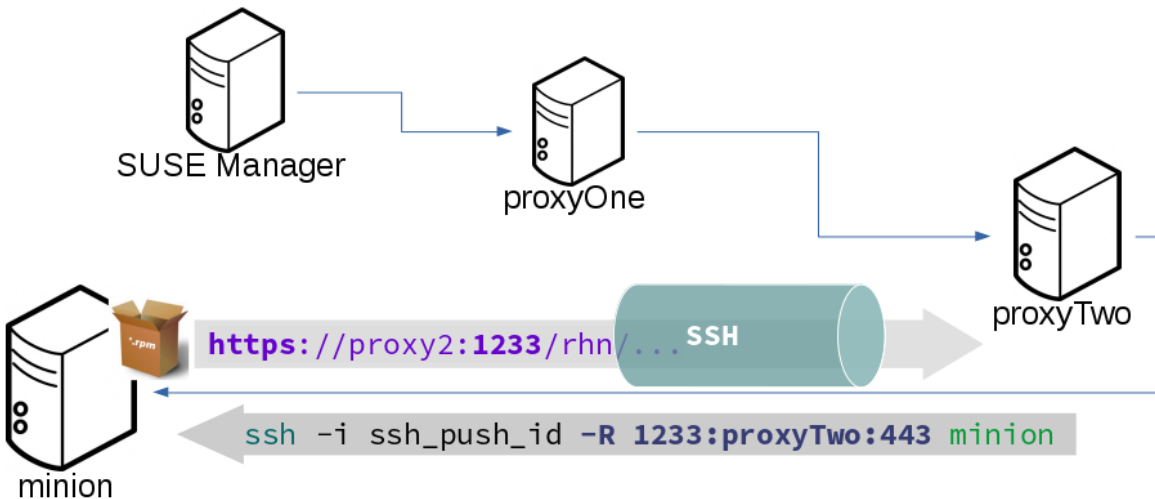 SUSE Manager
proxyOne
proxyTwo
*.rpm
https://proxy2:1233/rhn/...
SSH
ssh -i ssh_push_id -R 1233:proxyTwo:443 minion
minion